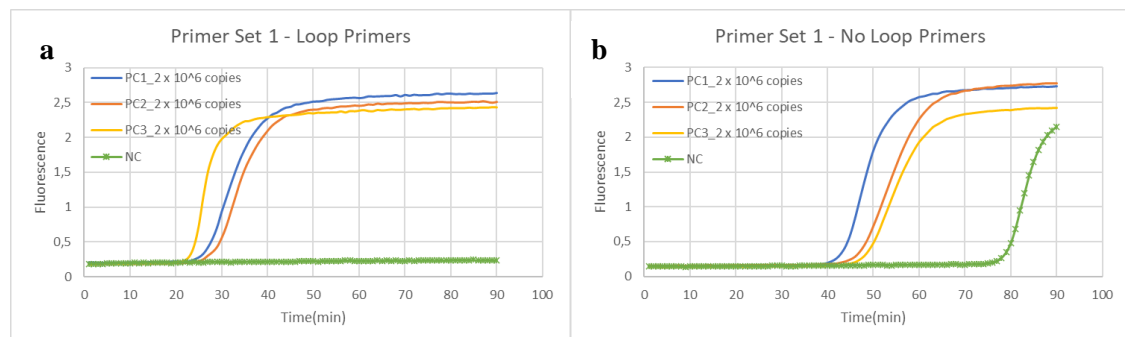 a
Primer Set 1 - Loop Primers
3
2,5
2
1,5
1
0,5
0
PC1_2 x 10^6 copies
PC2_2 x 10^6 copies
PC3_2 x 10^6 copies
NC
Fluorescence
0 10 20 30 40 50 60 70 80 90 100
Time(min)
b
Primer Set 1 - No Loop Primers
3
2,5
2
1,5
1
0,5
0
PC1_2 x 10^6 copies
PC2_2 x 10^6 copies
PC3_2 x 10^6 copies
NC
Fluorescence
0 10 20 30 40 50 60 70 80 90 100
Time(min)